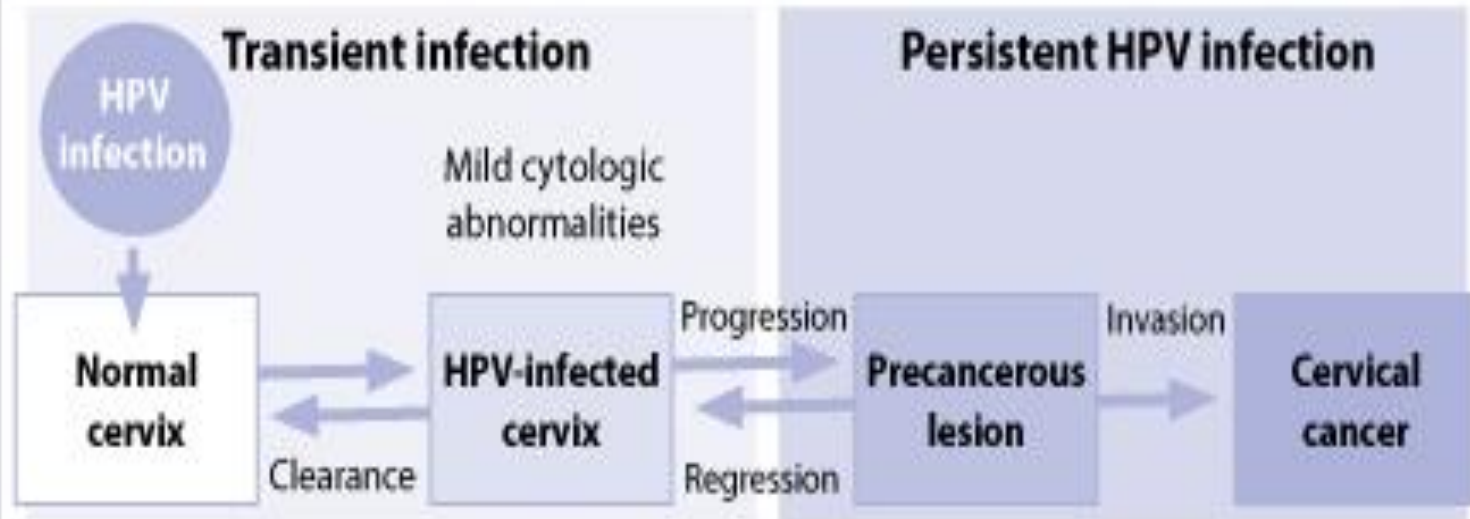 Transient infection
Persistent HPV infection
HPV
infection
Mild cytologic
abnormalities
Normal
cervix
Clearance
HPV-infected
cervix
Progression
Regression
Precancerous
lesion
Invasion
Cervical
cancer